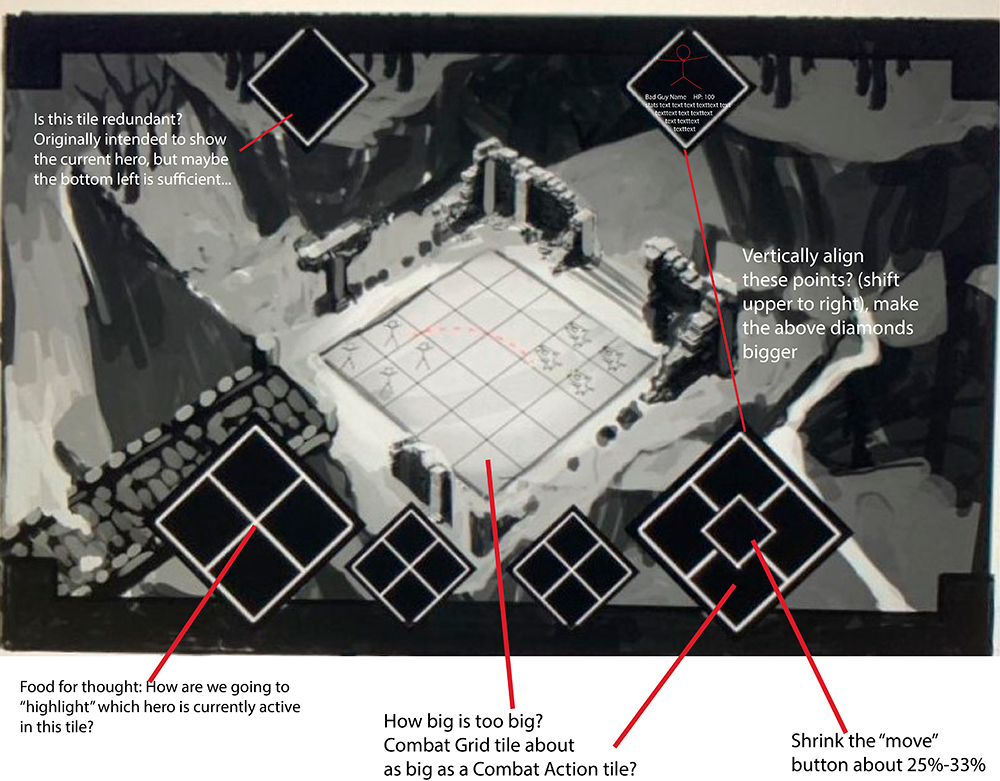 Bad Guy Name HP: 100
stats text text text texttext text
texttext text texttext
text texttext
texttext
Is this tile redundant?
Originally intended to show
the current hero, but maybe
the bottom left is sufficient...
Vertically align
these points? (shift
upper to right), make
the above diamonds
bigger
Food for thought: How are we going to
“highlight” which hero is currently active
in this tile?
How big is too big?
Combat Grid tile about
as big as a Combat Action tile?
Shrink the “move”
button about 25%-33%